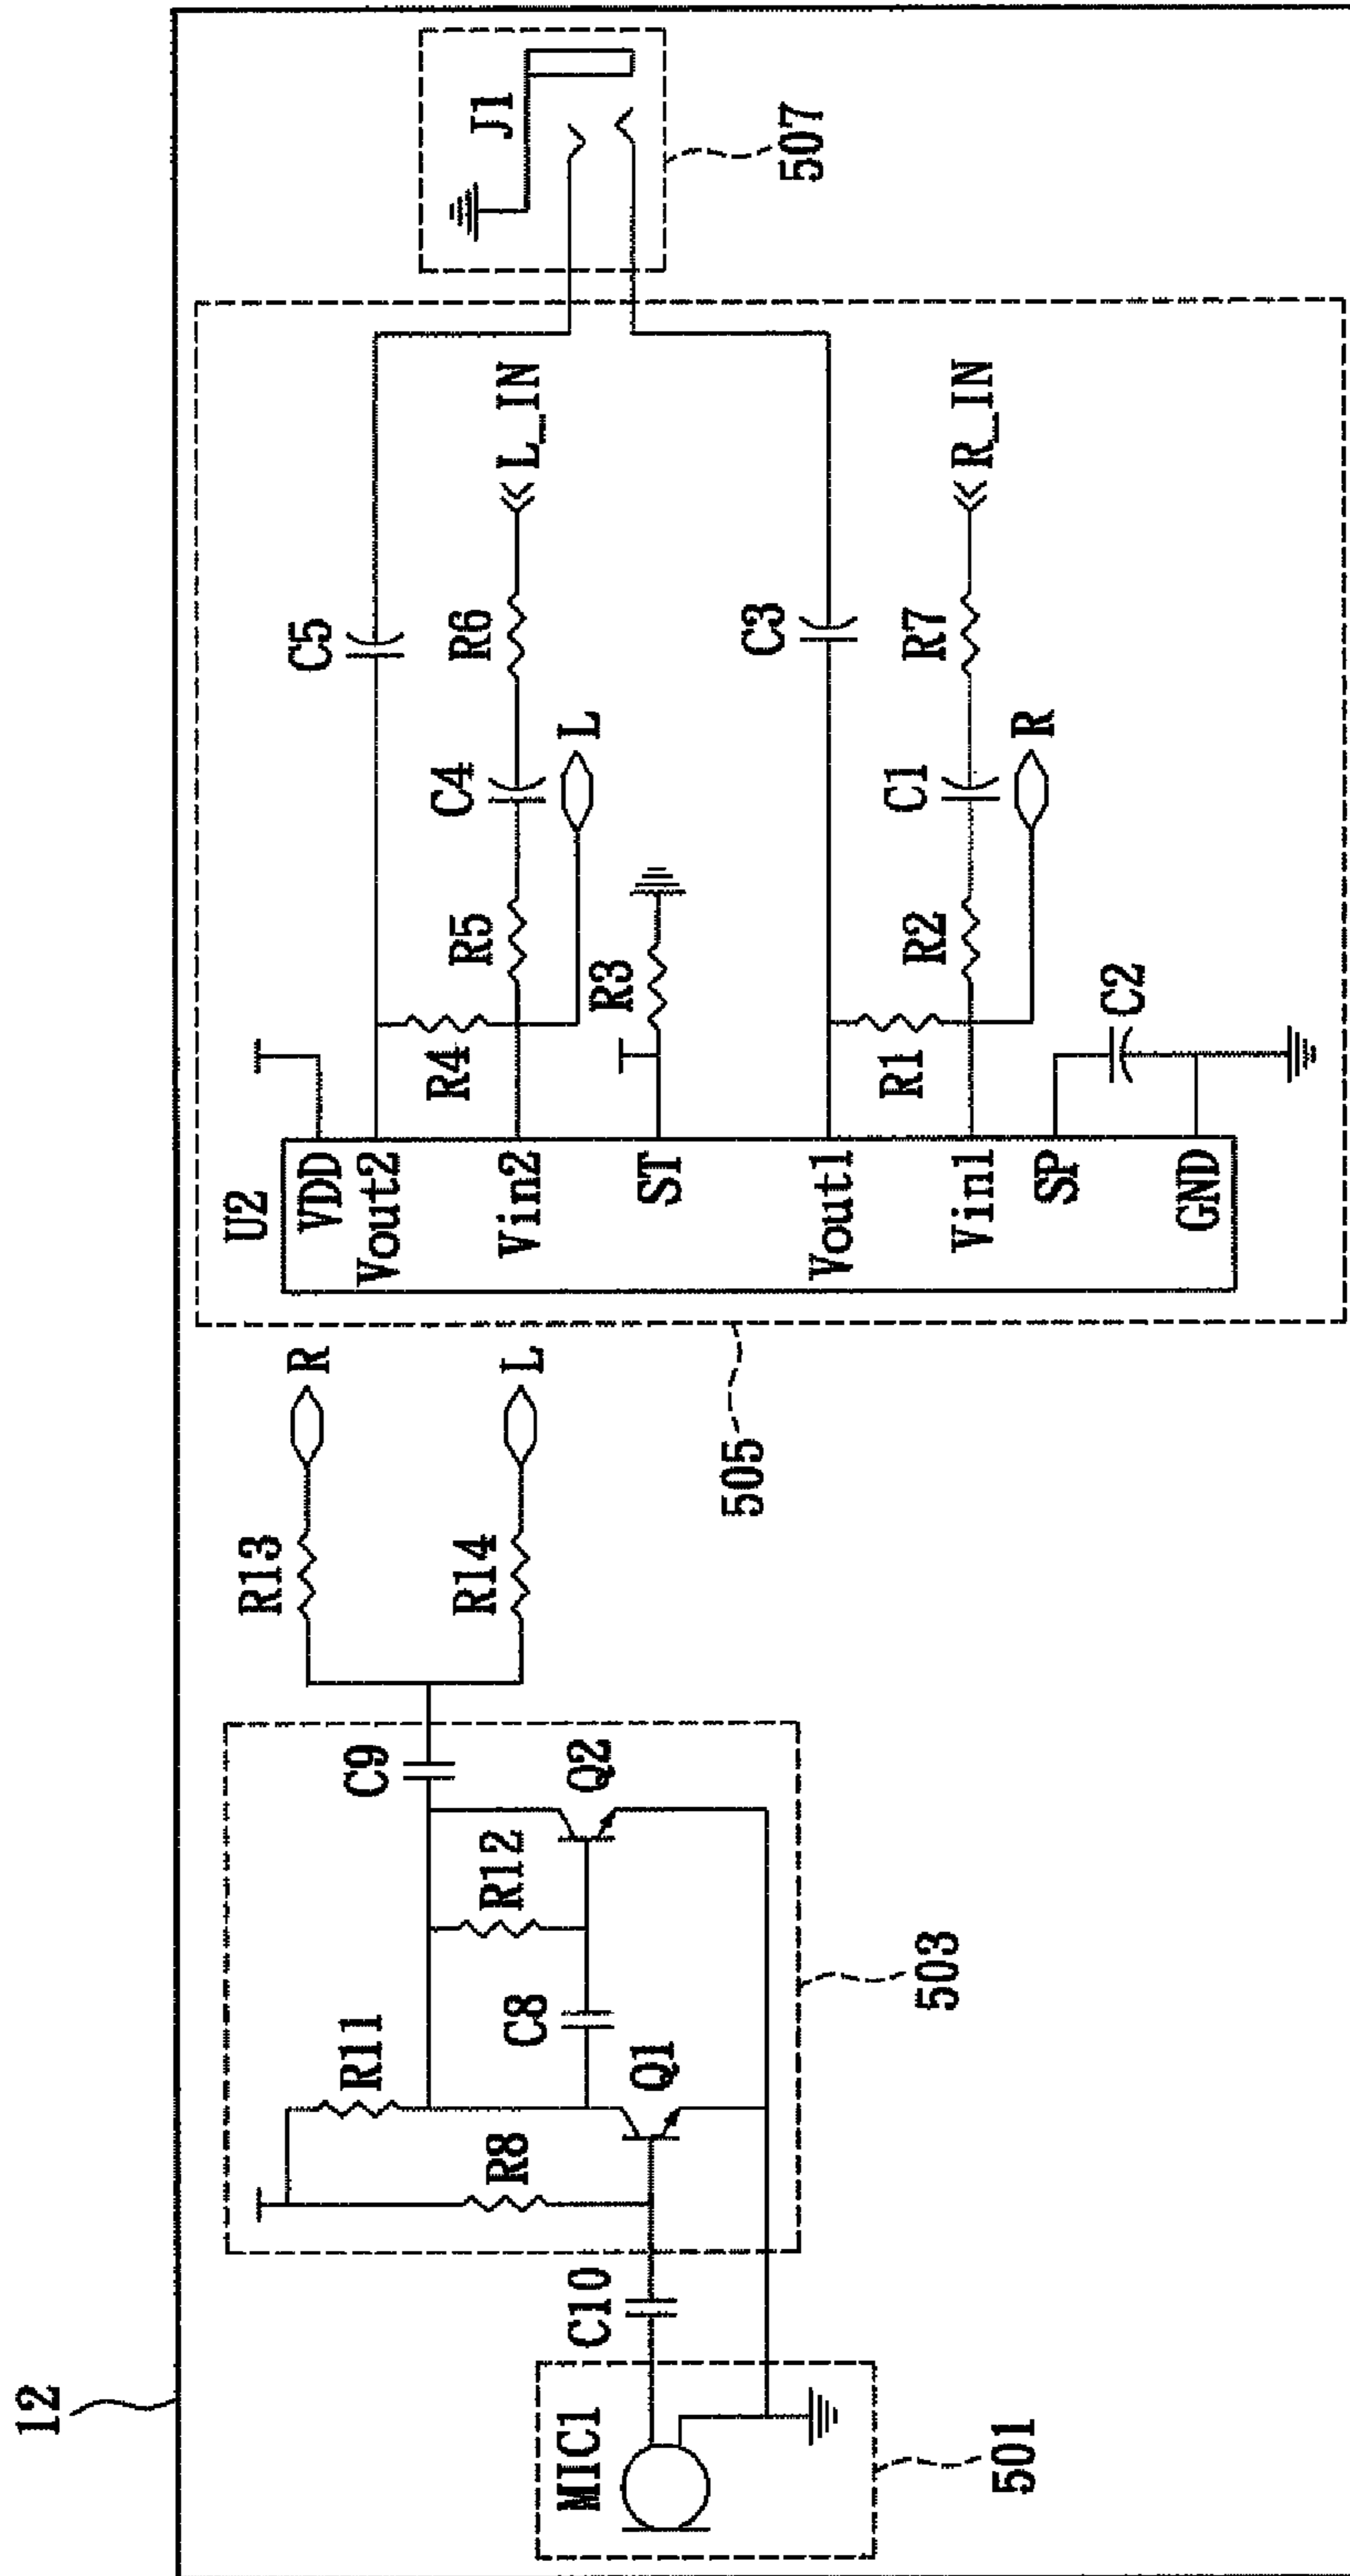 12
MIC1
501
C10
R8
R11
Q1
C8
R12
Q2
C9
503
R13
R
R14
L
505
U2
VDD
Vout2
Vin2
ST
Vout1
Vin1
SP
GND
R4
R5
C4
L
R6
L_IN
C5
R3
R1
R2
C1
R
R7
R_IN
C3
C2
J1
507